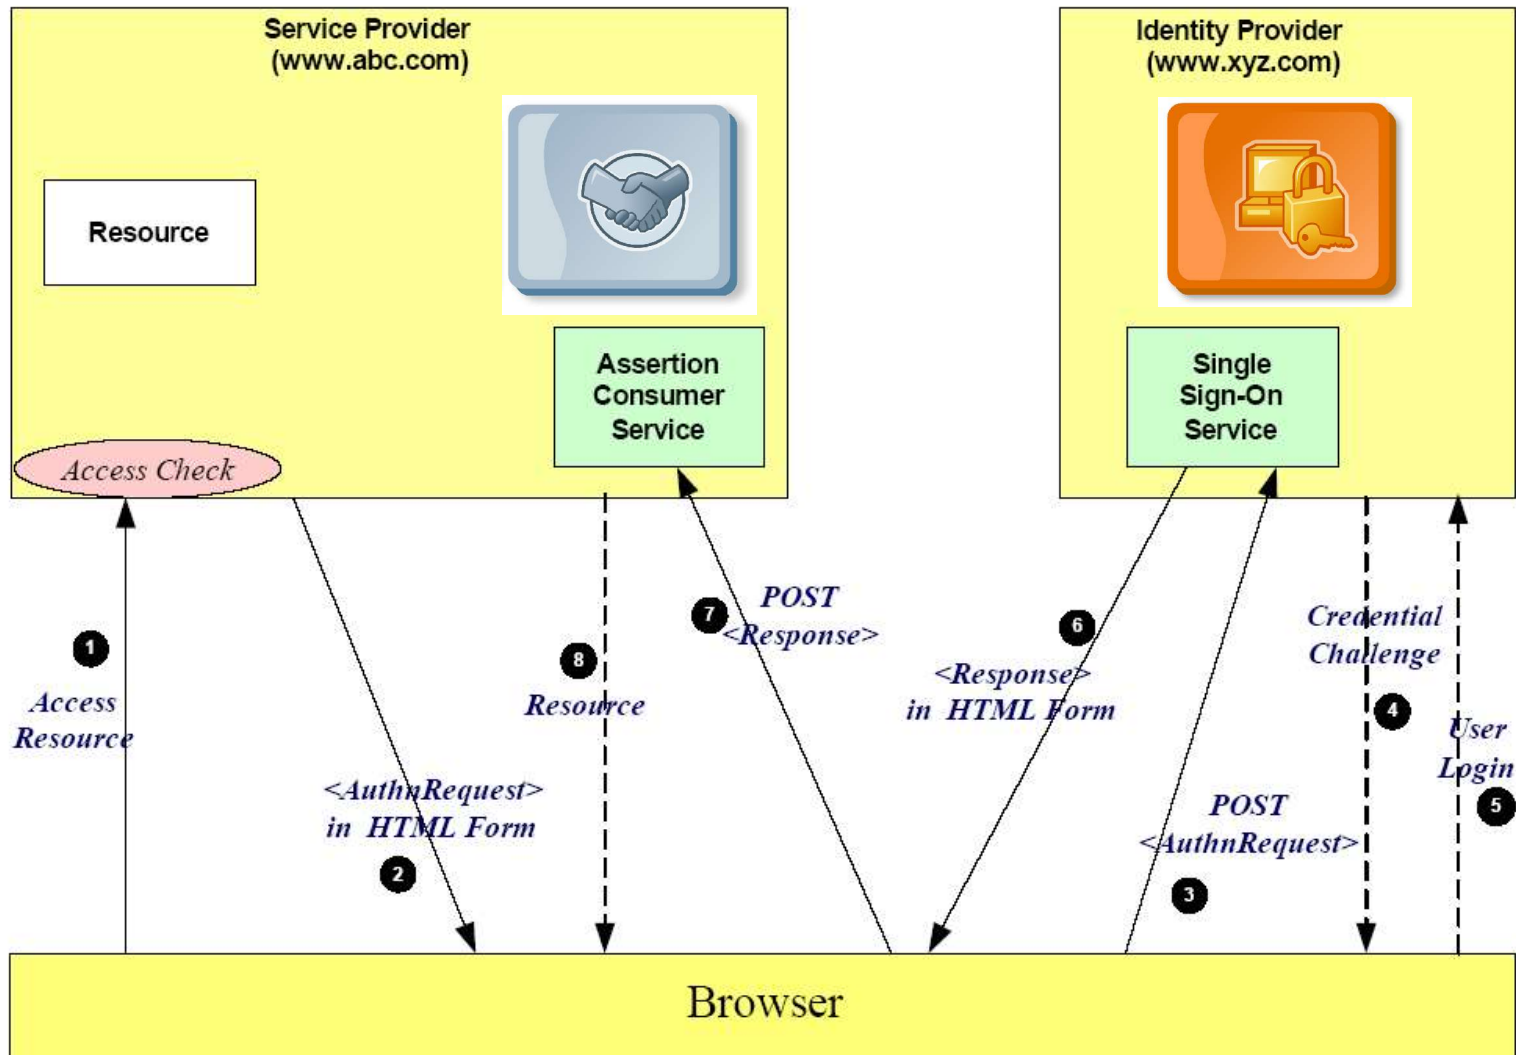 Service Provider
(www.abc.com)
Identity Provider
(www.xyz.com)
Resource
Assertion
Consumer
Service
Single
Sign-On
Service
Access Check
1
Access
Resource
<AuthnRequest>
in HTML Form
2
8
Resource
7
POST
<Response>
6
<Response>
in HTML Form
POST
<AuthnRequest>
3
Credential
Challenge
4
User
Login
5
Browser